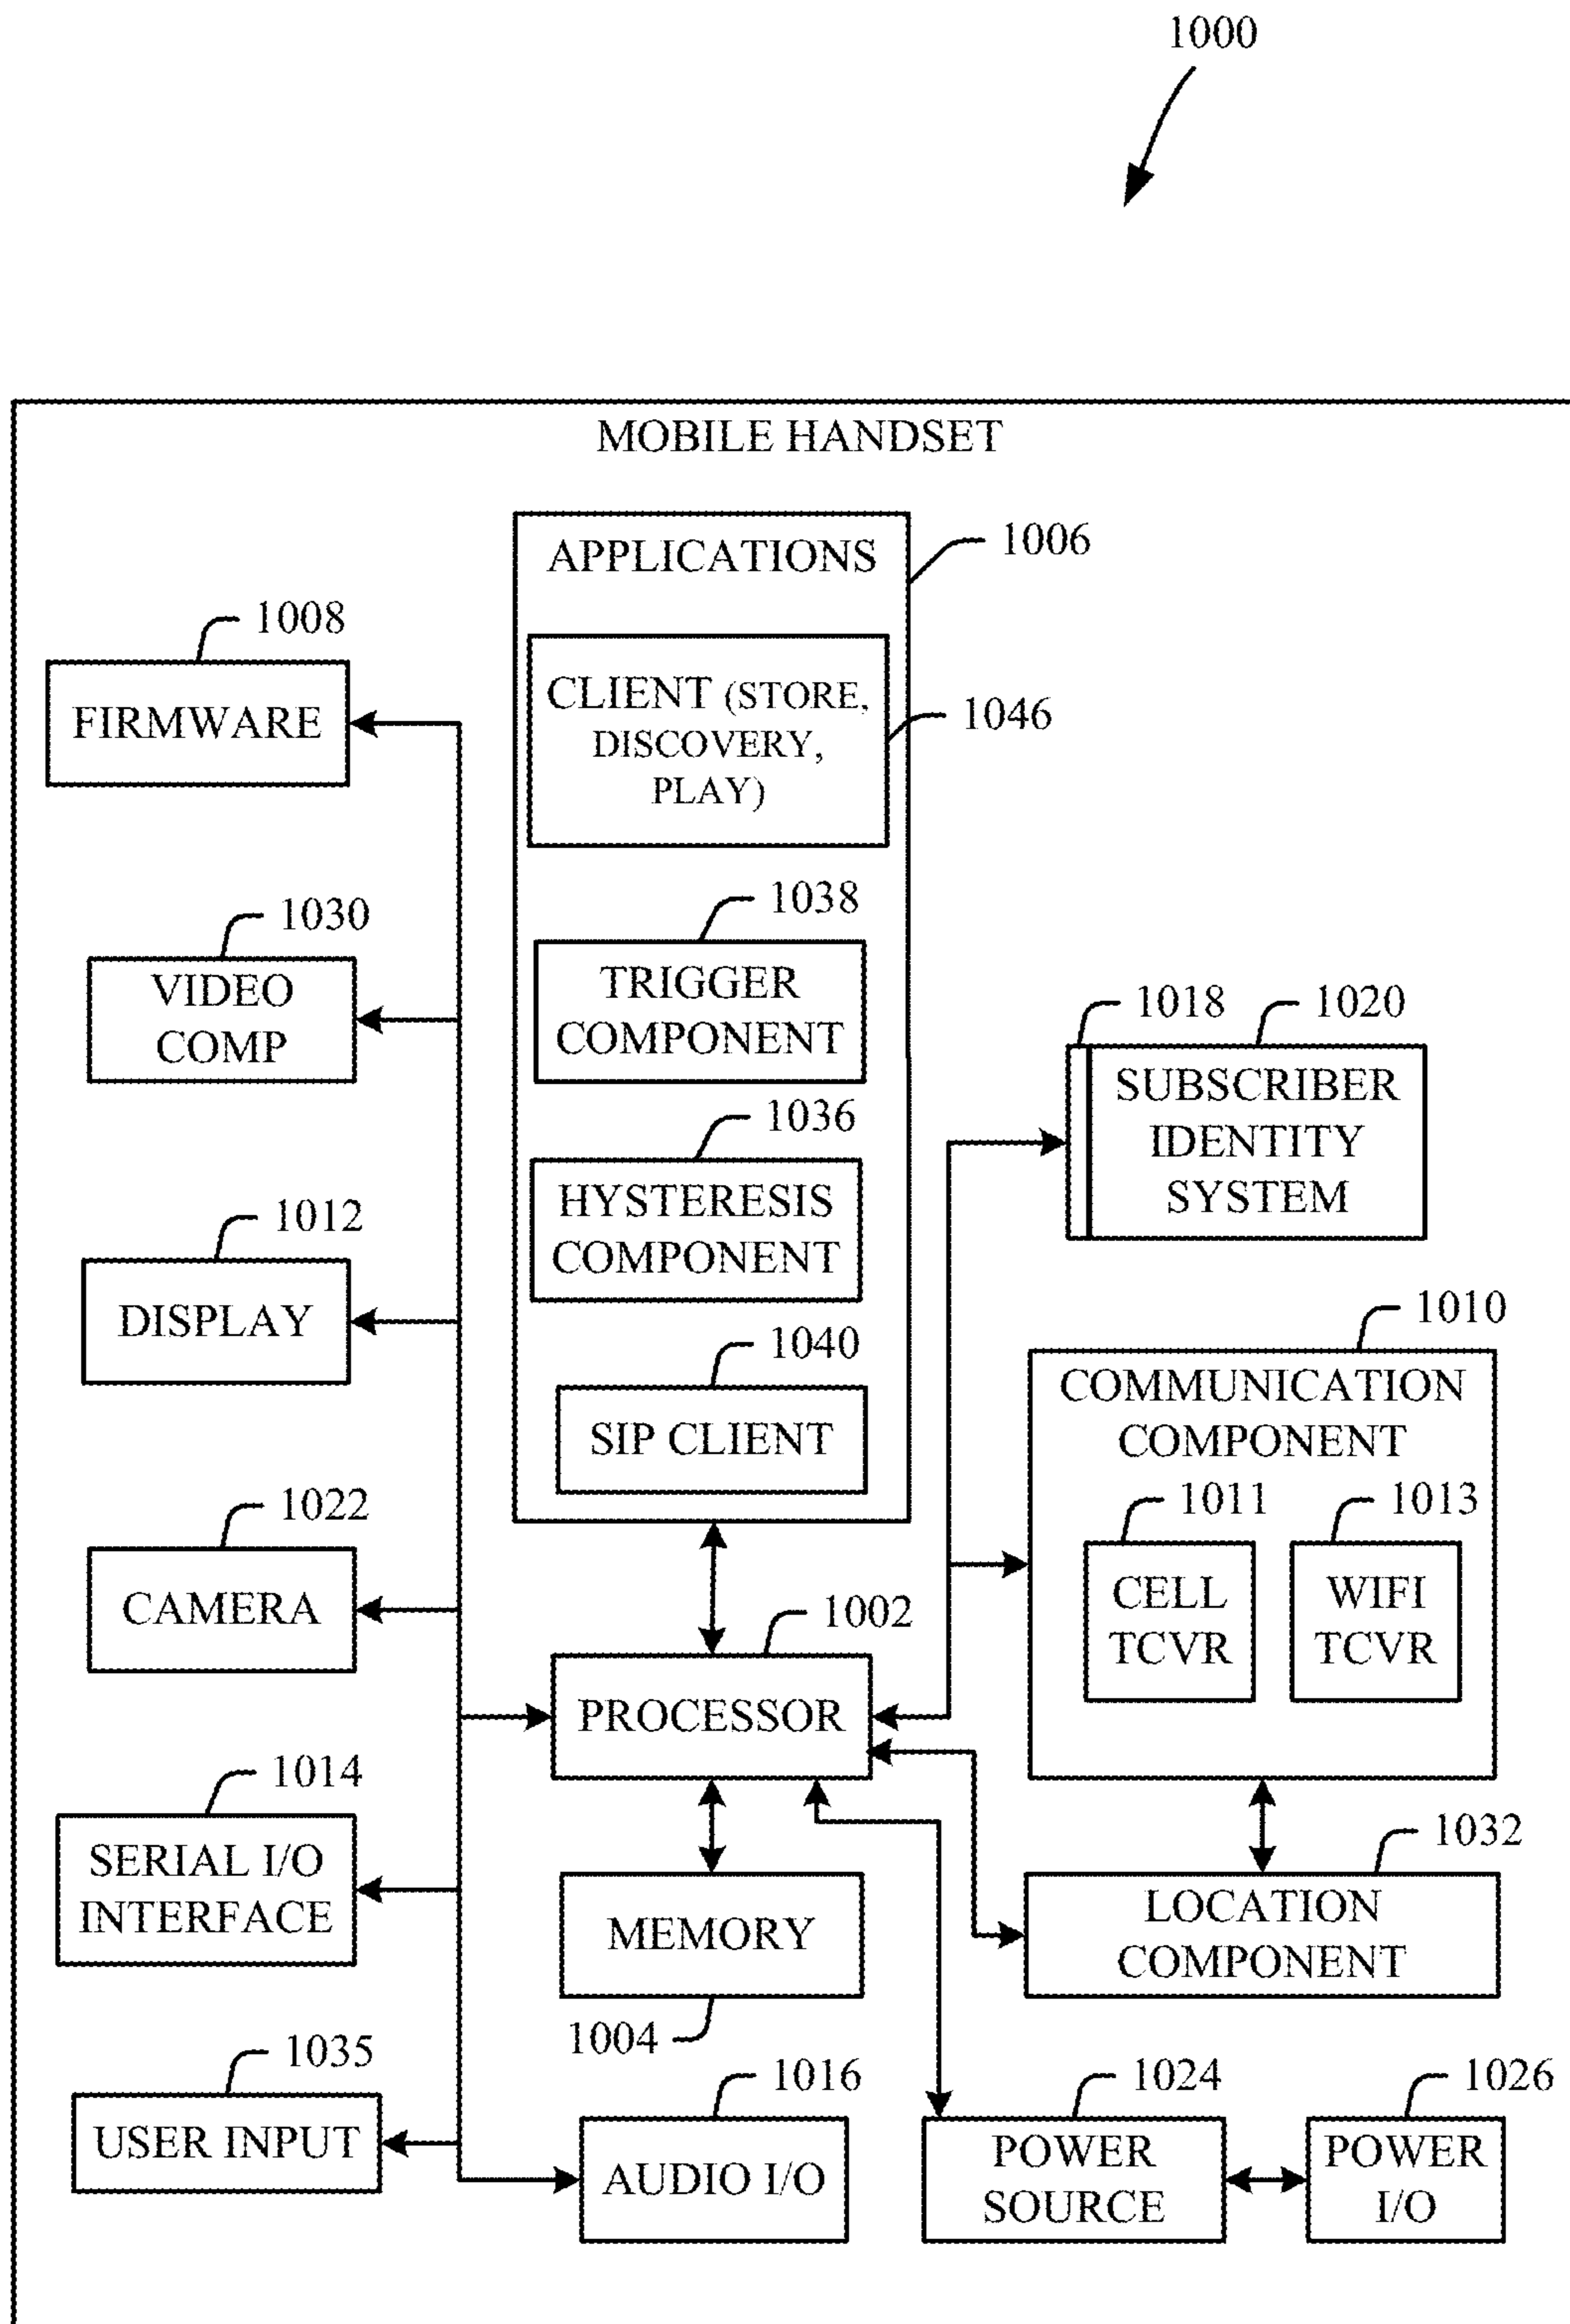 1000
MOBILE HANDSET
APPLICATIONS
1006
1008
FIRMWARE
CLIENT (STORE,
DISCOVERY,
PLAY)
1046
1030
VIDEO
COMP
1038
TRIGGER
COMPONENT
1018
1020
SUBSCRIBER
IDENTITY
SYSTEM
1036
HYSTERESIS
COMPONENT
1012
DISPLAY
1040
SIP CLIENT
1010
COMMUNICATION
COMPONENT
1011
CELL
TCVR
1013
WIFI
TCVR
1022
CAMERA
1002
PROCESSOR
1014
SERIAL I/O
INTERFACE
MEMORY
1004
1032
LOCATION
COMPONENT
1035
USER INPUT
1016
AUDIO I/O
1024
POWER
SOURCE
1026
POWER
I/O